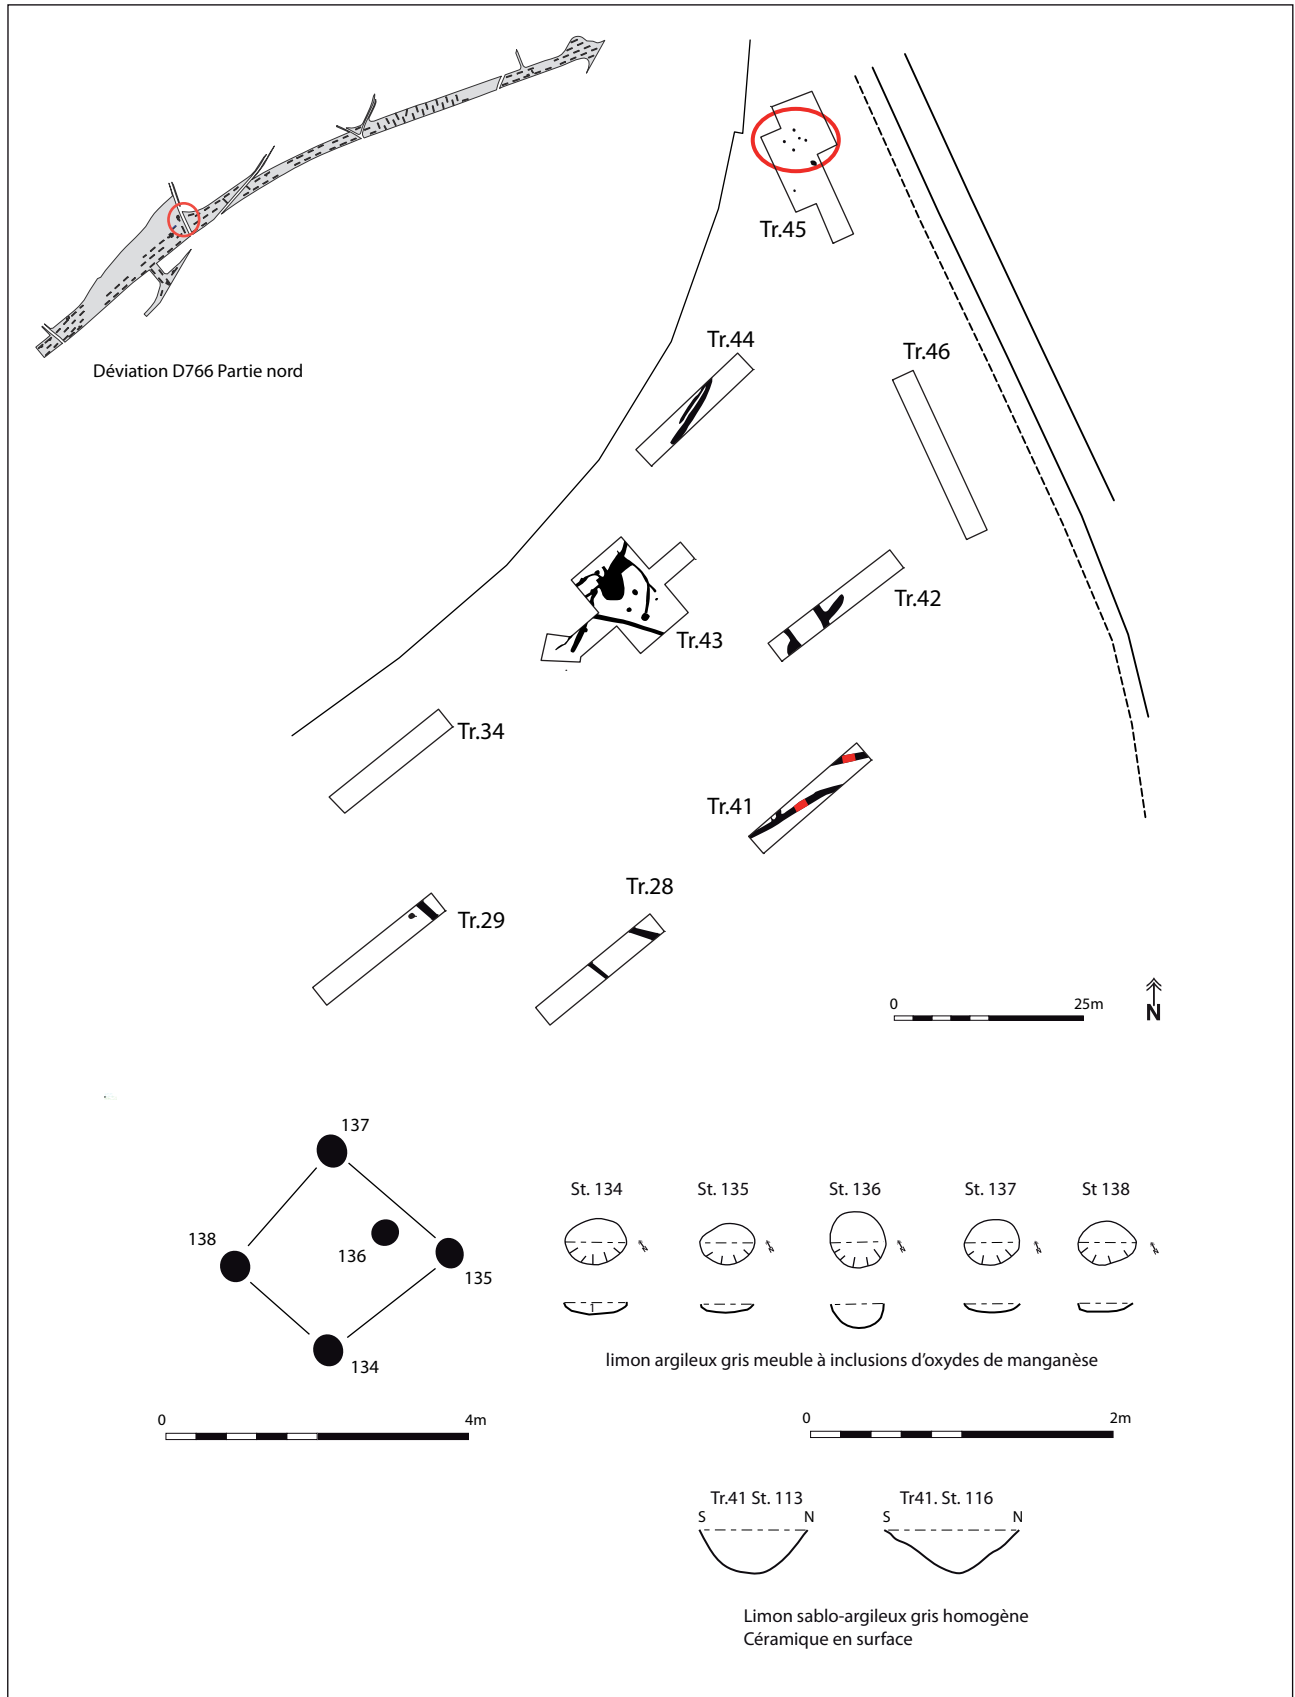 Déviation D766 Partie nord
Tr.45
Tr.44
Tr.46
Tr.42
Tr.43
Tr.34
Tr.41
Tr.28
Tr.29
0 25m
N
137
138
136
135
134
0 4m
St. 134 St. 135 St. 136 St. 137 St 138
N N N N N
1
limon argileux gris meuble à inclusions d'oxydes de manganèse
0 2m
Tr.41 St. 113 Tr41. St. 116
S N S N
Limon sablo-argileux gris homogène
Céramique en surface